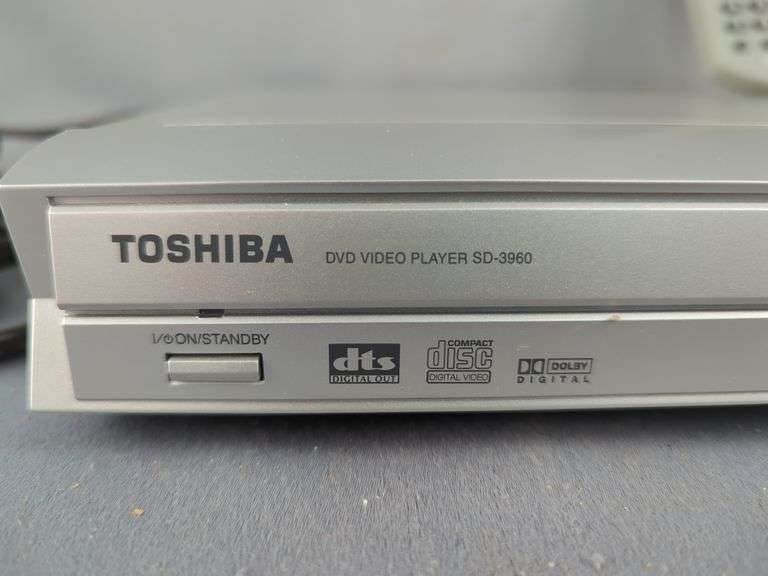 TOSHIBA DVD VIDEO PLAYER SD-3960
I/⏻ON/STANDBY
dts
DIGITAL OUT
COMPACT
disc
DIGITAL VIDEO
DOLBY
DIGITAL